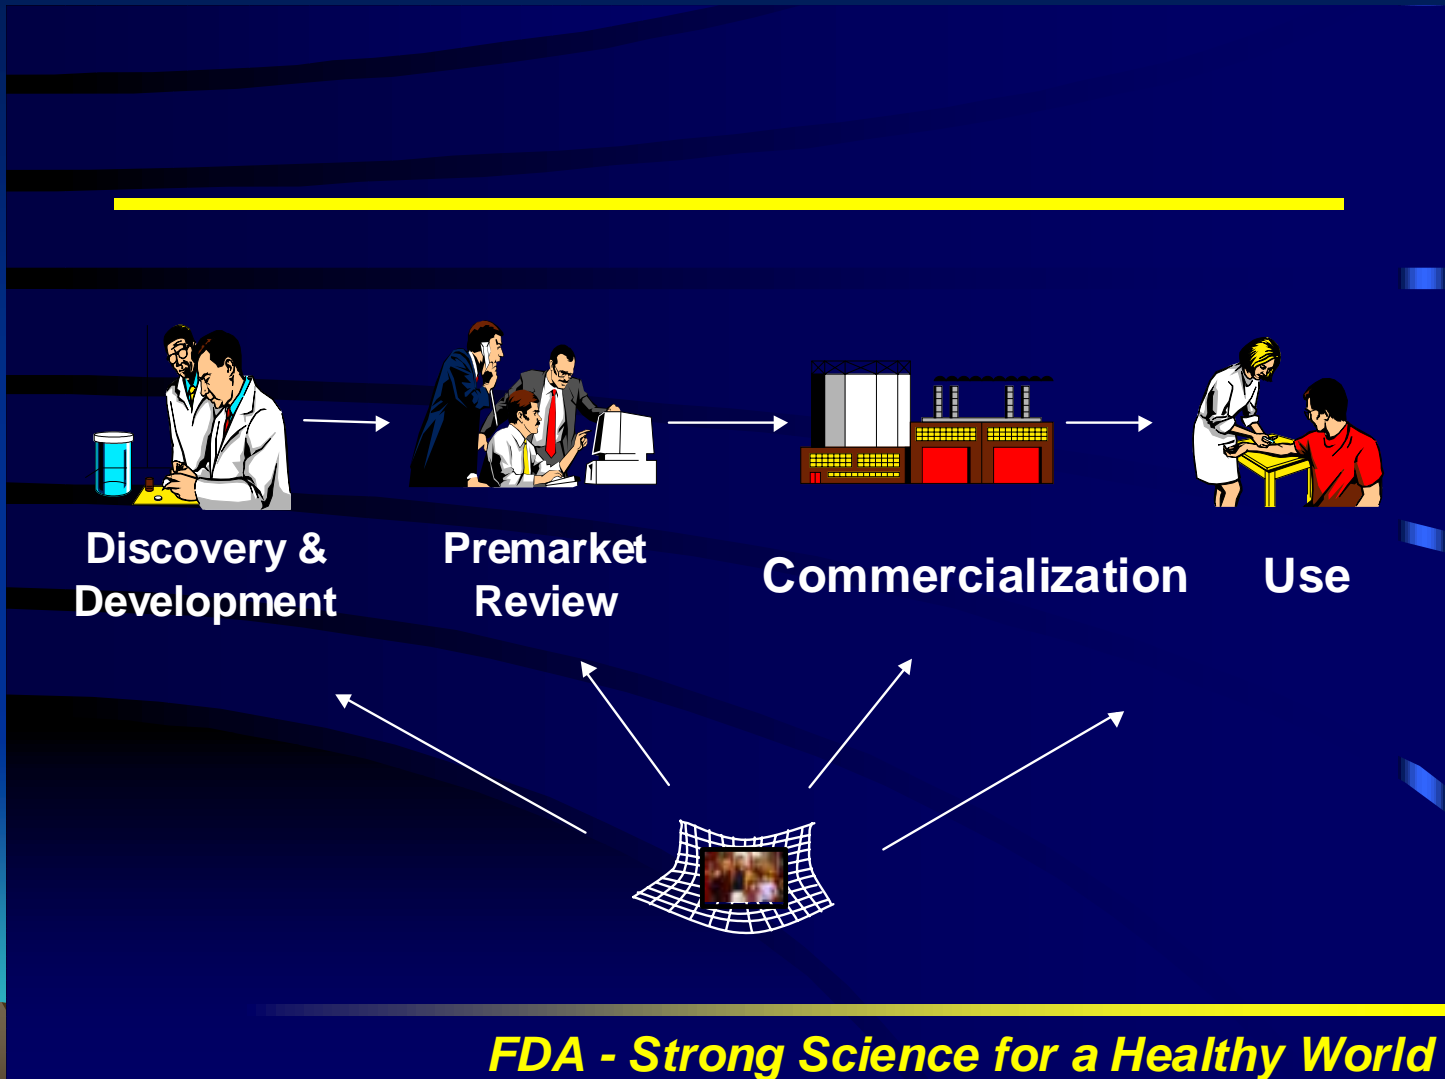 Discovery &
Development
Premarket
Review
Commercialization
Use
FDA - Strong Science for a Healthy World